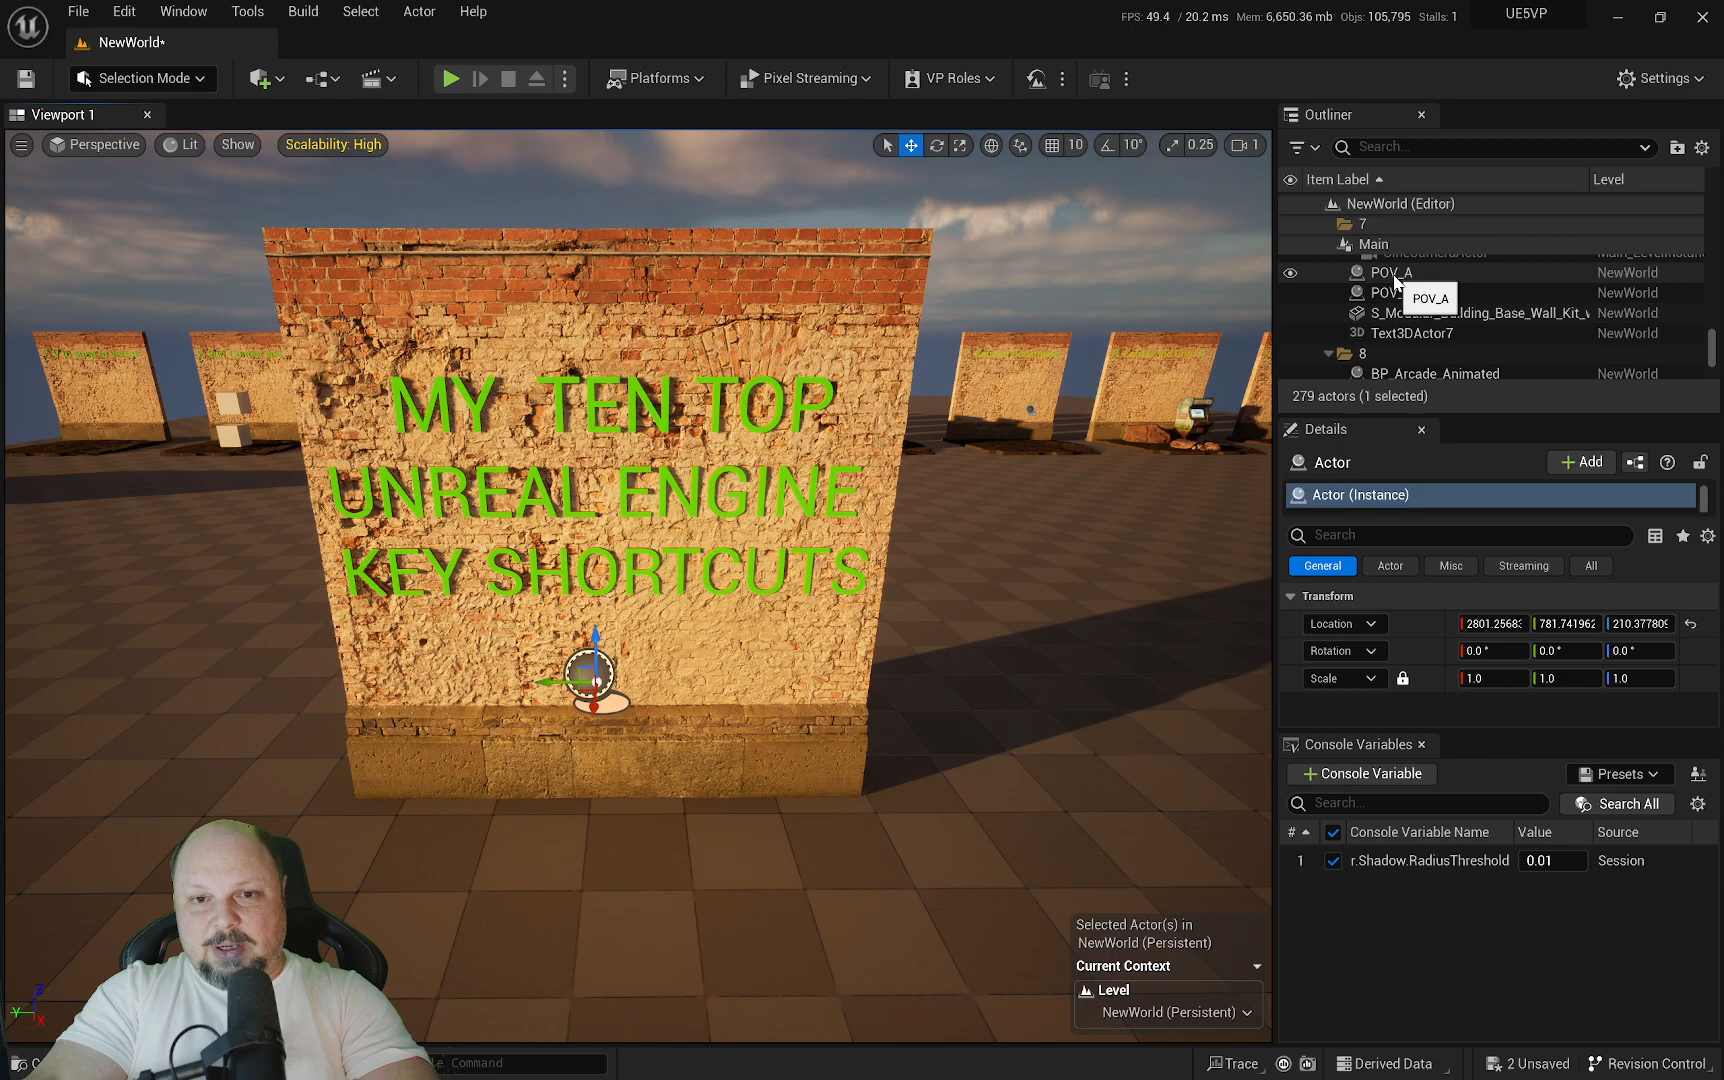 File Edit Window Tools Build Select Actor Help
FPS: 49.4 / 20.2 ms Mem: 6,650.36 mb Objs: 105,795 Stalls: 1
UE5VP
NewWorld*
Selection Mode
Platforms
Pixel Streaming
VP Roles
Settings
Viewport 1
Perspective
Lit
Show
Scalability: High
10
10°
0.25
1
MY TEN TOP
UNREAL ENGINE
KEY SHORTCUTS
Selected Actor(s) in
NewWorld (Persistent)
Current Context
Level
NewWorld (Persistent)
Outliner
Search...
Item Label Level
NewWorld (Editor)
7
Main
POV_A NewWorld
POV NewWorld
POV_A
NewWorld
Text3DActor7 NewWorld
8
BP_Arcade_Animated NewWorld
279 actors (1 selected)
Details
Actor
Add
Actor (Instance)
Search
General Actor Misc Streaming All
Transform
Location 2801.2568 781.741962 210.377809
Rotation 0.0° 0.0° 0.0°
Scale 1.0 1.0 1.0
Console Variables
Console Variable
Presets
Search...
Search All
# Console Variable Name Value Source
1 r.Shadow.RadiusThreshold 0.01 Session
Command
Trace
Derived Data
2 Unsaved
Revision Control
X
Y
Z